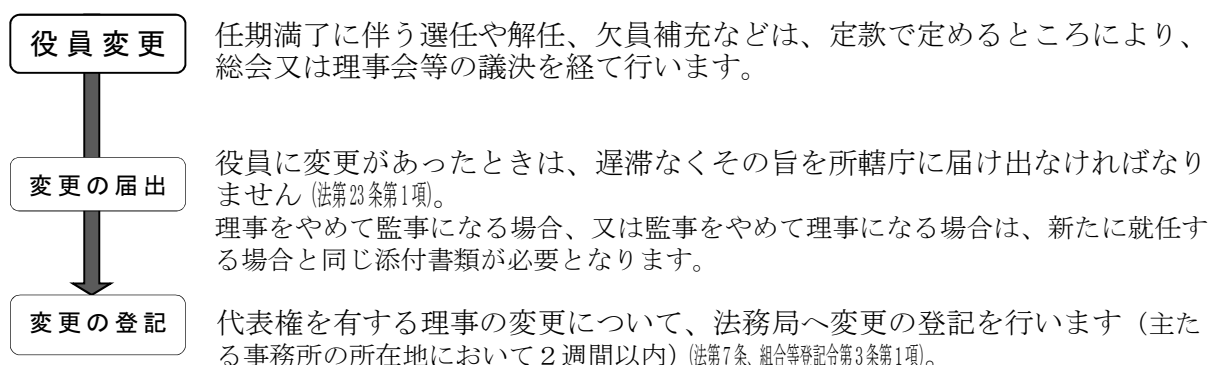 役員変更
任期満了に伴う選任や解任、欠員補充などは、定款で定めるところにより、
総会又は理事会等の議決を経て行います。
変更の届出
役員に変更があったときは、遅滞なくその旨を所轄庁に届け出なければなり
ません(法第23条第1項)。
理事をやめて監事になる場合、又は監事をやめて理事になる場合は、新たに就任す
る場合と同じ添付書類が必要となります。
変更の登記
代表権を有する理事の変更について、法務局へ変更の登記を行います(主た
る事務所の所在地において2週間以内)(法第7条、組合等登記令第3条第1項)。